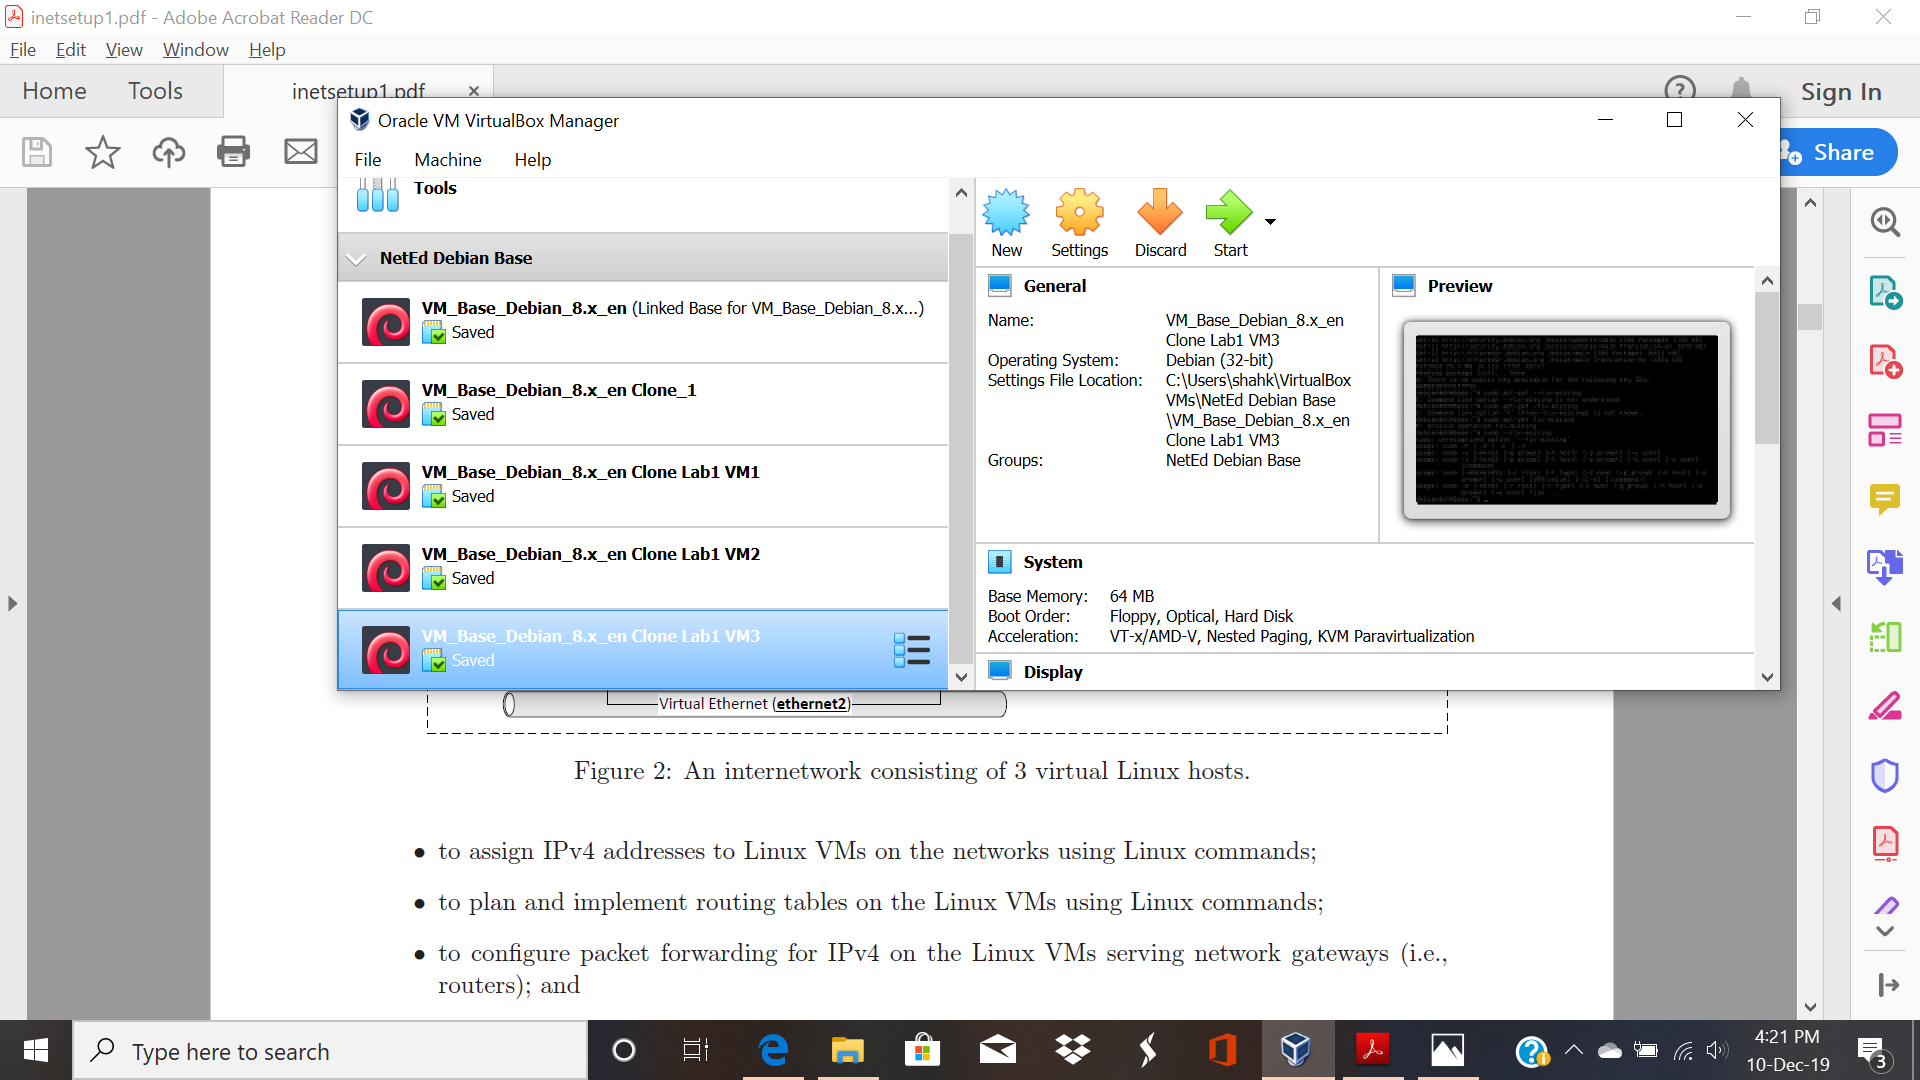 inetsetup1.pdf - Adobe Acrobat Reader DC
File Edit View Window Help
Home Tools inetsetup1.pdf × ? Sign In
Oracle VM VirtualBox Manager
Share
File Machine Help
Tools
New Settings Discard Start
NetEd Debian Base
VM_Base_Debian_8.x_en (Linked Base for VM_Base_Debian_8.x...)
Saved
VM_Base_Debian_8.x_en Clone_1
Saved
VM_Base_Debian_8.x_en Clone Lab1 VM1
Saved
VM_Base_Debian_8.x_en Clone Lab1 VM2
Saved
VM_Base_Debian_8.x_en Clone Lab1 VM3
Saved
General
Name: VM_Base_Debian_8.x_en
Clone Lab1 VM3
Operating System: Debian (32-bit)
Settings File Location: C:\Users\shahk\VirtualBox
VMs\NetEd Debian Base
\VM_Base_Debian_8.x_en
Clone Lab1 VM3
Groups: NetEd Debian Base
Preview
System
Base Memory: 64 MB
Boot Order: Floppy, Optical, Hard Disk
Acceleration: VT-x/AMD-V, Nested Paging, KVM Paravirtualization
Display
Virtual Ethernet (ethernet2)
Figure 2: An internetwork consisting of 3 virtual Linux hosts.
• to assign IPv4 addresses to Linux VMs on the networks using Linux commands;
• to plan and implement routing tables on the Linux VMs using Linux commands;
• to configure packet forwarding for IPv4 on the Linux VMs serving network gateways (i.e.,
routers); and
Type here to search
4:21 PM
10-Dec-19
3